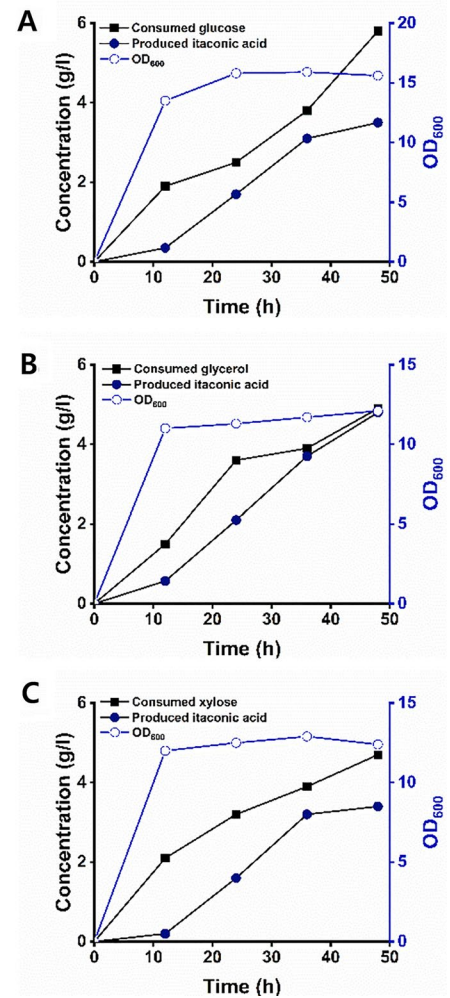 A
Consumed glucose
Produced itaconic acid
OD600
Concentration (g/l)
6
4
2
0
20
15
10
5
0
OD600
0 10 20 30 40 50
Time (h)
B
Consumed glycerol
Produced itaconic acid
OD600
Concentration (g/l)
6
4
2
0
15
10
5
0
OD600
0 10 20 30 40 50
Time (h)
C
Consumed xylose
Produced itaconic acid
OD600
Concentration (g/l)
6
4
2
0
15
10
5
0
OD600
0 10 20 30 40 50
Time (h)